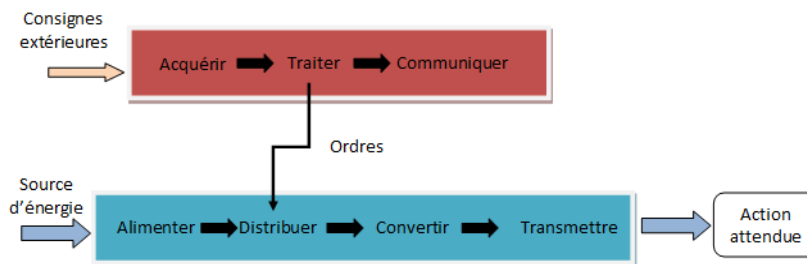 Consignes
extérieures
Acquérir Traiter Communiquer
Ordres
Source
d'énergie
Alimenter Distribuer Convertir Transmettre
Action
attendue